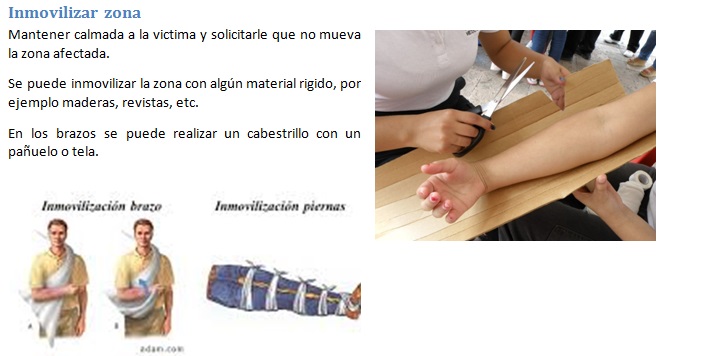 Inmovilizar zona
Mantener calmada a la victima y solicitarle que no mueva
la zona afectada.
Se puede inmovilizar la zona con algún material rigido, por
ejemplo maderas, revistas, etc.
En los brazos se puede realizar un cabestrillo con un
pañuelo o tela.
Inmovilización brazo
Inmovilización piernas
A
B
adam.com